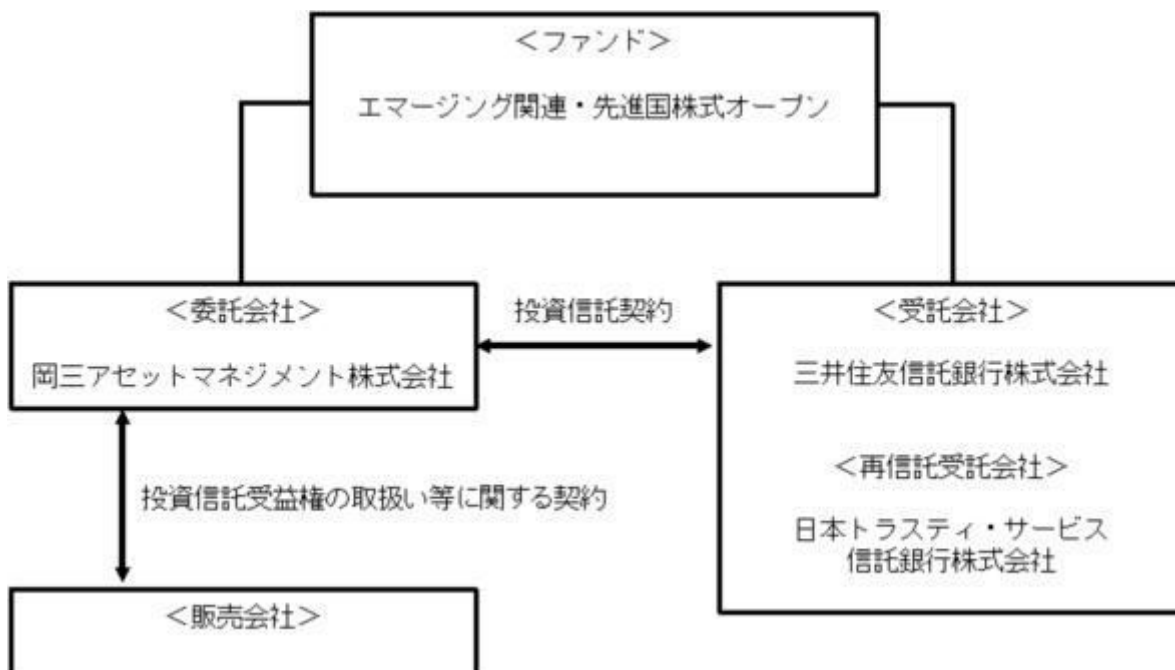 ＜ファンド＞
エマージング関連・先進国株式オープン
＜委託会社＞
岡三アセットマネジメント株式会社
投資信託契約
＜受託会社＞
三井住友信託銀行株式会社
＜再信託受託会社＞
日本トラスティ・サービス
信託銀行株式会社
投資信託受益権の取扱い等に関する契約
＜販売会社＞